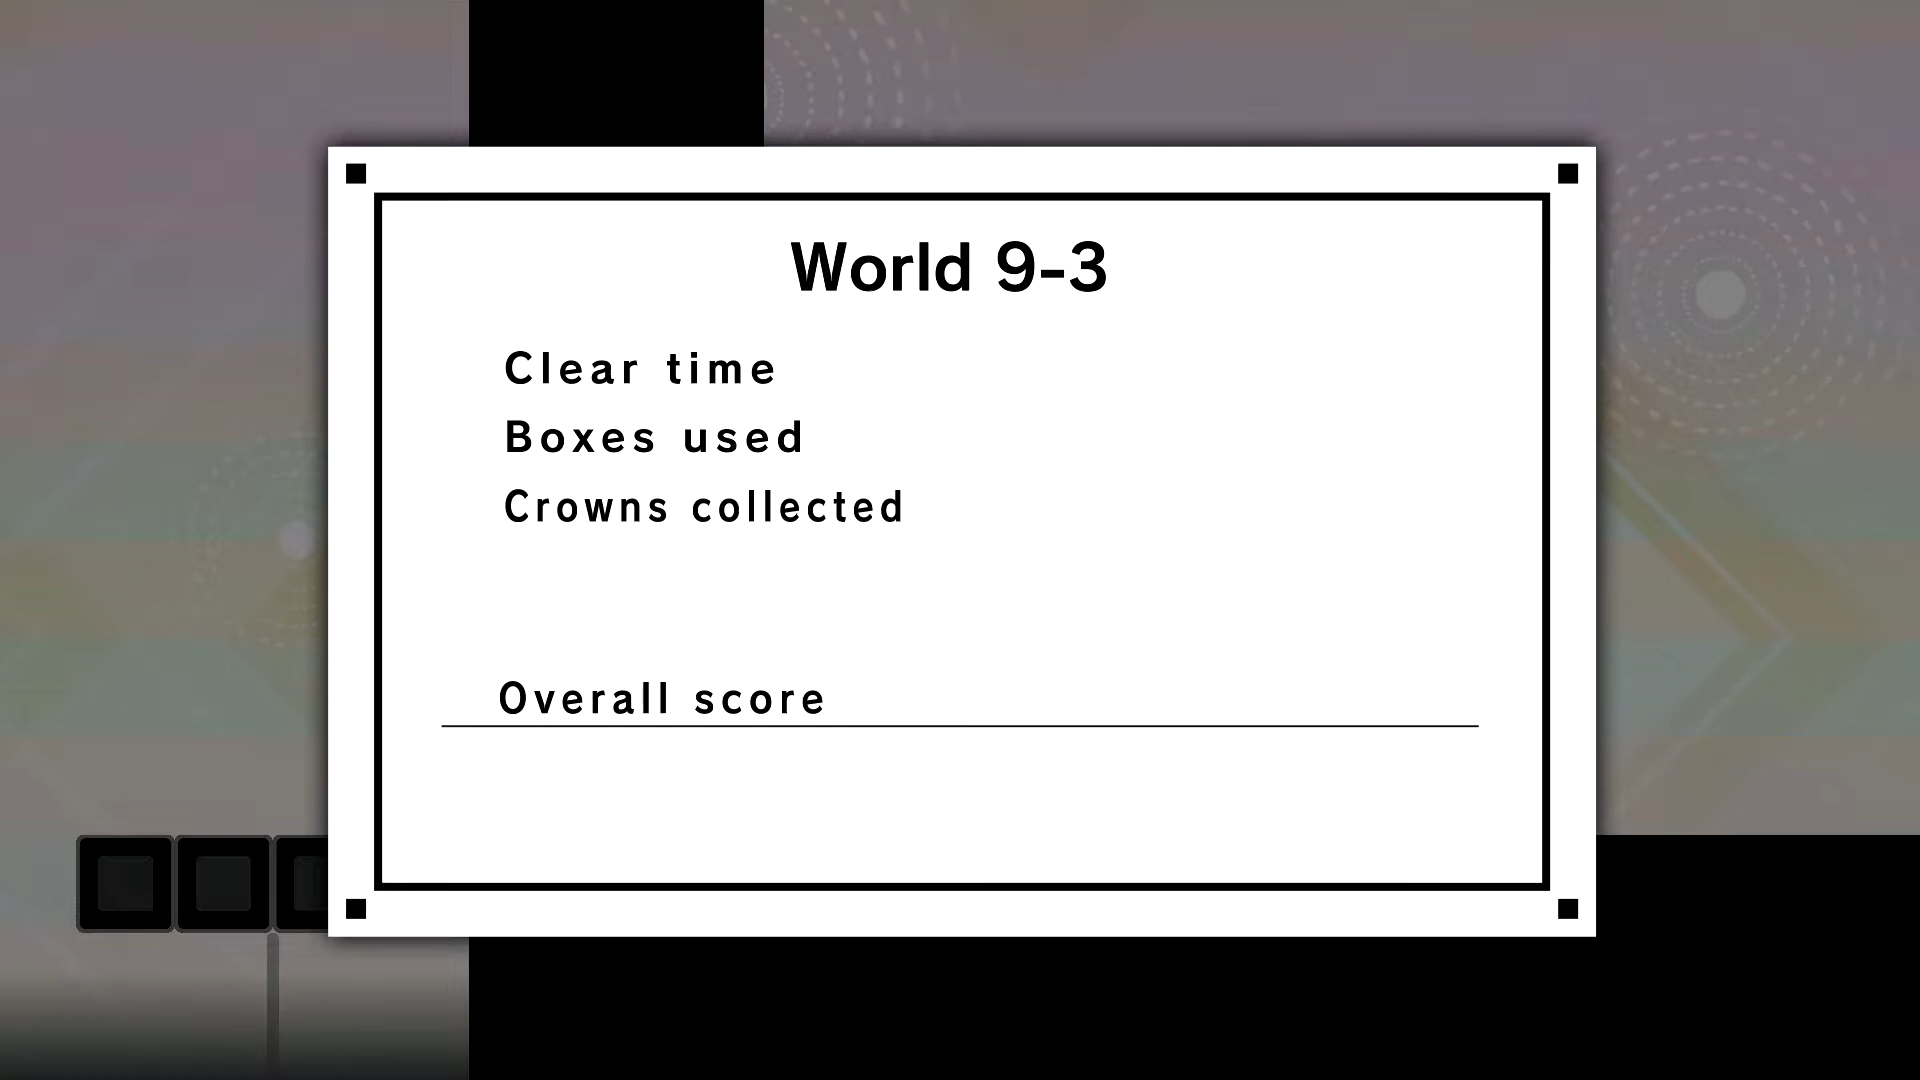 World 9-3
Clear time
Boxes used
Crowns collected
Overall score